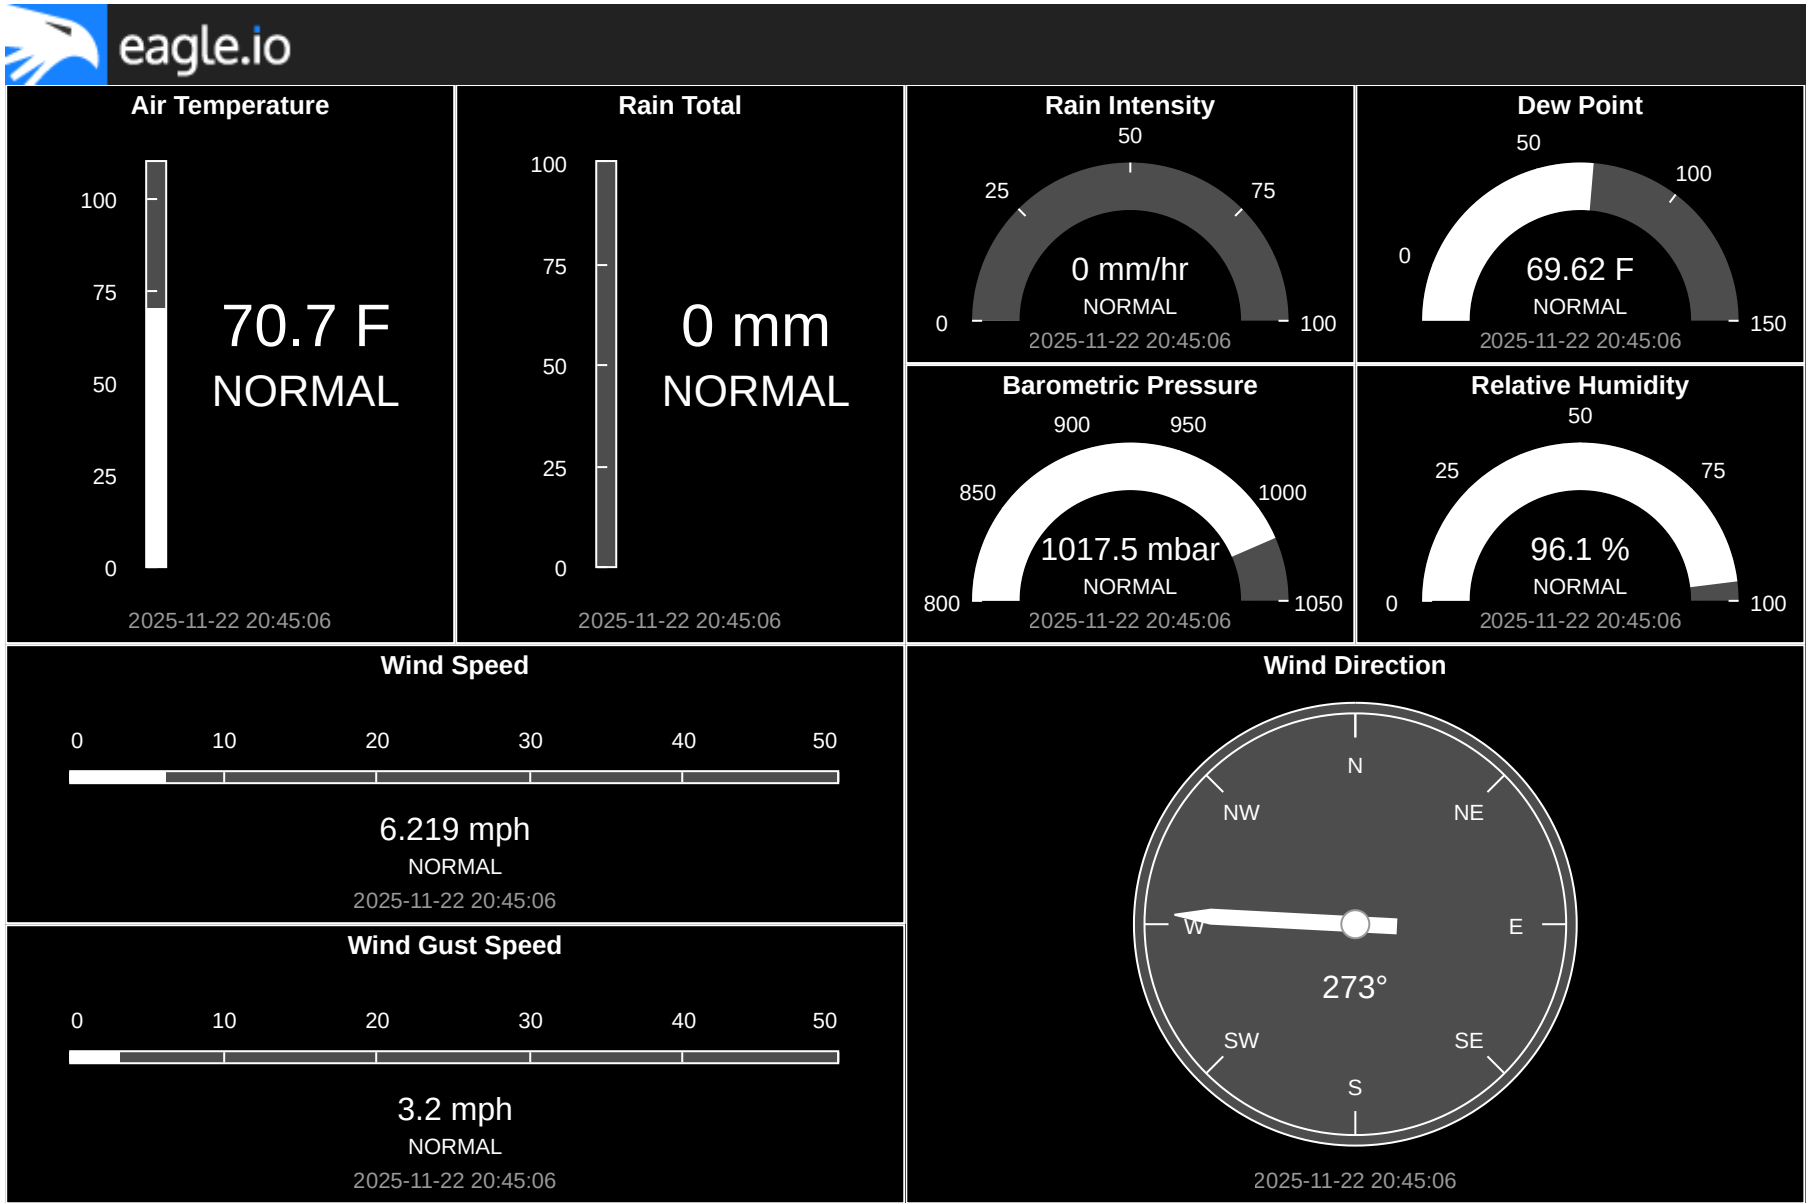 eagle.io
Air Temperature
100
75
50
25
0
70.7 F
NORMAL
2025-11-22 20:45:06
Rain Total
100
75
50
25
0
0 mm
NORMAL
2025-11-22 20:45:06
Rain Intensity
50
25
75
0
100
0 mm/hr
NORMAL
2025-11-22 20:45:06
Dew Point
50
100
0
150
69.62 F
NORMAL
2025-11-22 20:45:06
Barometric Pressure
900
950
850
1000
800
1050
1017.5 mbar
NORMAL
2025-11-22 20:45:06
Relative Humidity
50
25
75
0
100
96.1 %
NORMAL
2025-11-22 20:45:06
Wind Speed
0 10 20 30 40 50
6.219 mph
NORMAL
2025-11-22 20:45:06
Wind Gust Speed
0 10 20 30 40 50
3.2 mph
NORMAL
2025-11-22 20:45:06
Wind Direction
N
NW
NE
W
E
273°
SW
SE
S
2025-11-22 20:45:06